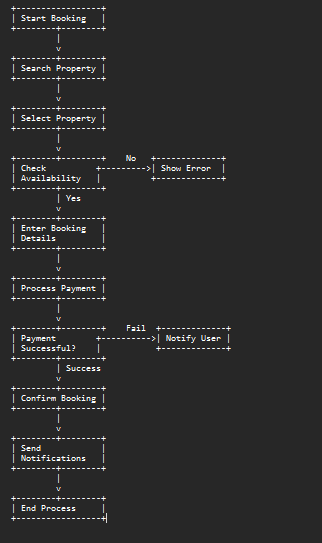 Start Booking
Search Property
Select Property
No
Check
Show Error
Availability
Yes
Enter Booking
Details
Process Payment
Fail
Payment
Notify User
Successful?
Success
Confirm Booking
Send
Notifications
End Process